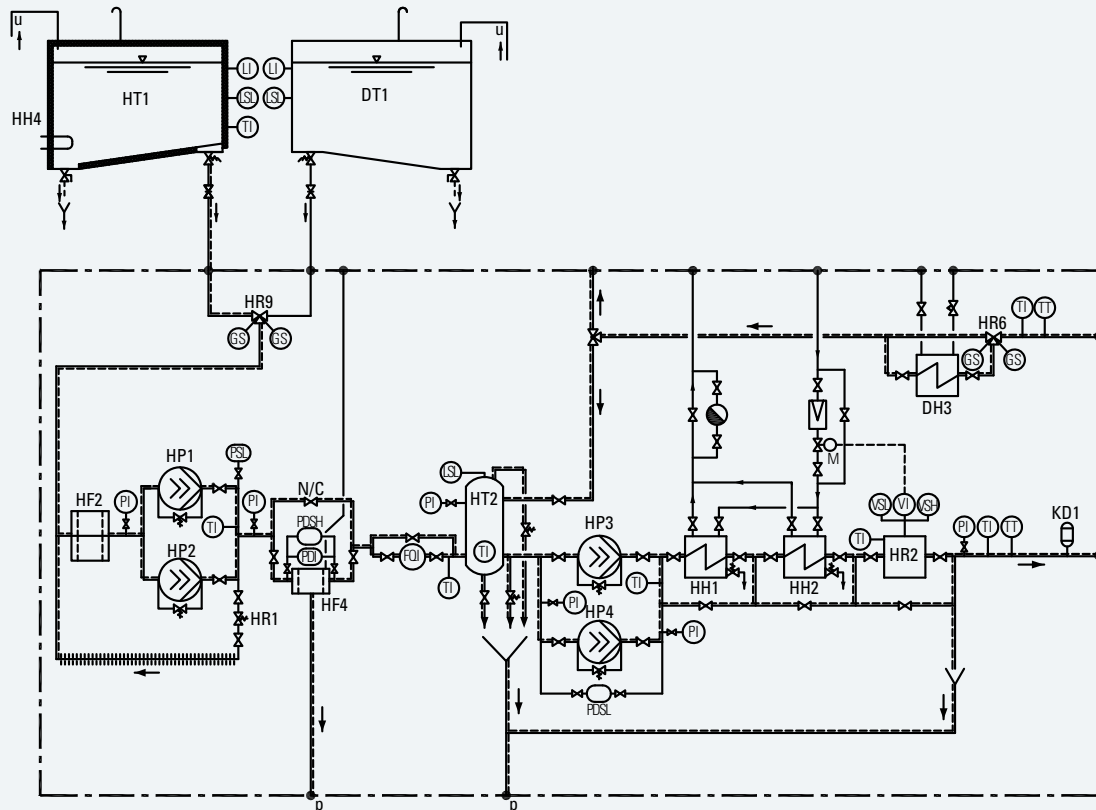 u
u
HT1
DT1
LI
LI
LSL
LSL
TI
HH4
HR9
GS
GS
HR6
TI
TT
GS
GS
DH3
M
HP1
PSL
N/C
LSL
HT2
HF2
PI
PI
PI
TI
PDSH
PDI
HP2
HF4
FQI
TI
TI
HP3
TI
HH1
HH2
VSL
VI
VSH
TI
HR2
PI
TI
TT
KD1
HR1
PI
HP4
PI
PDSL
p
p